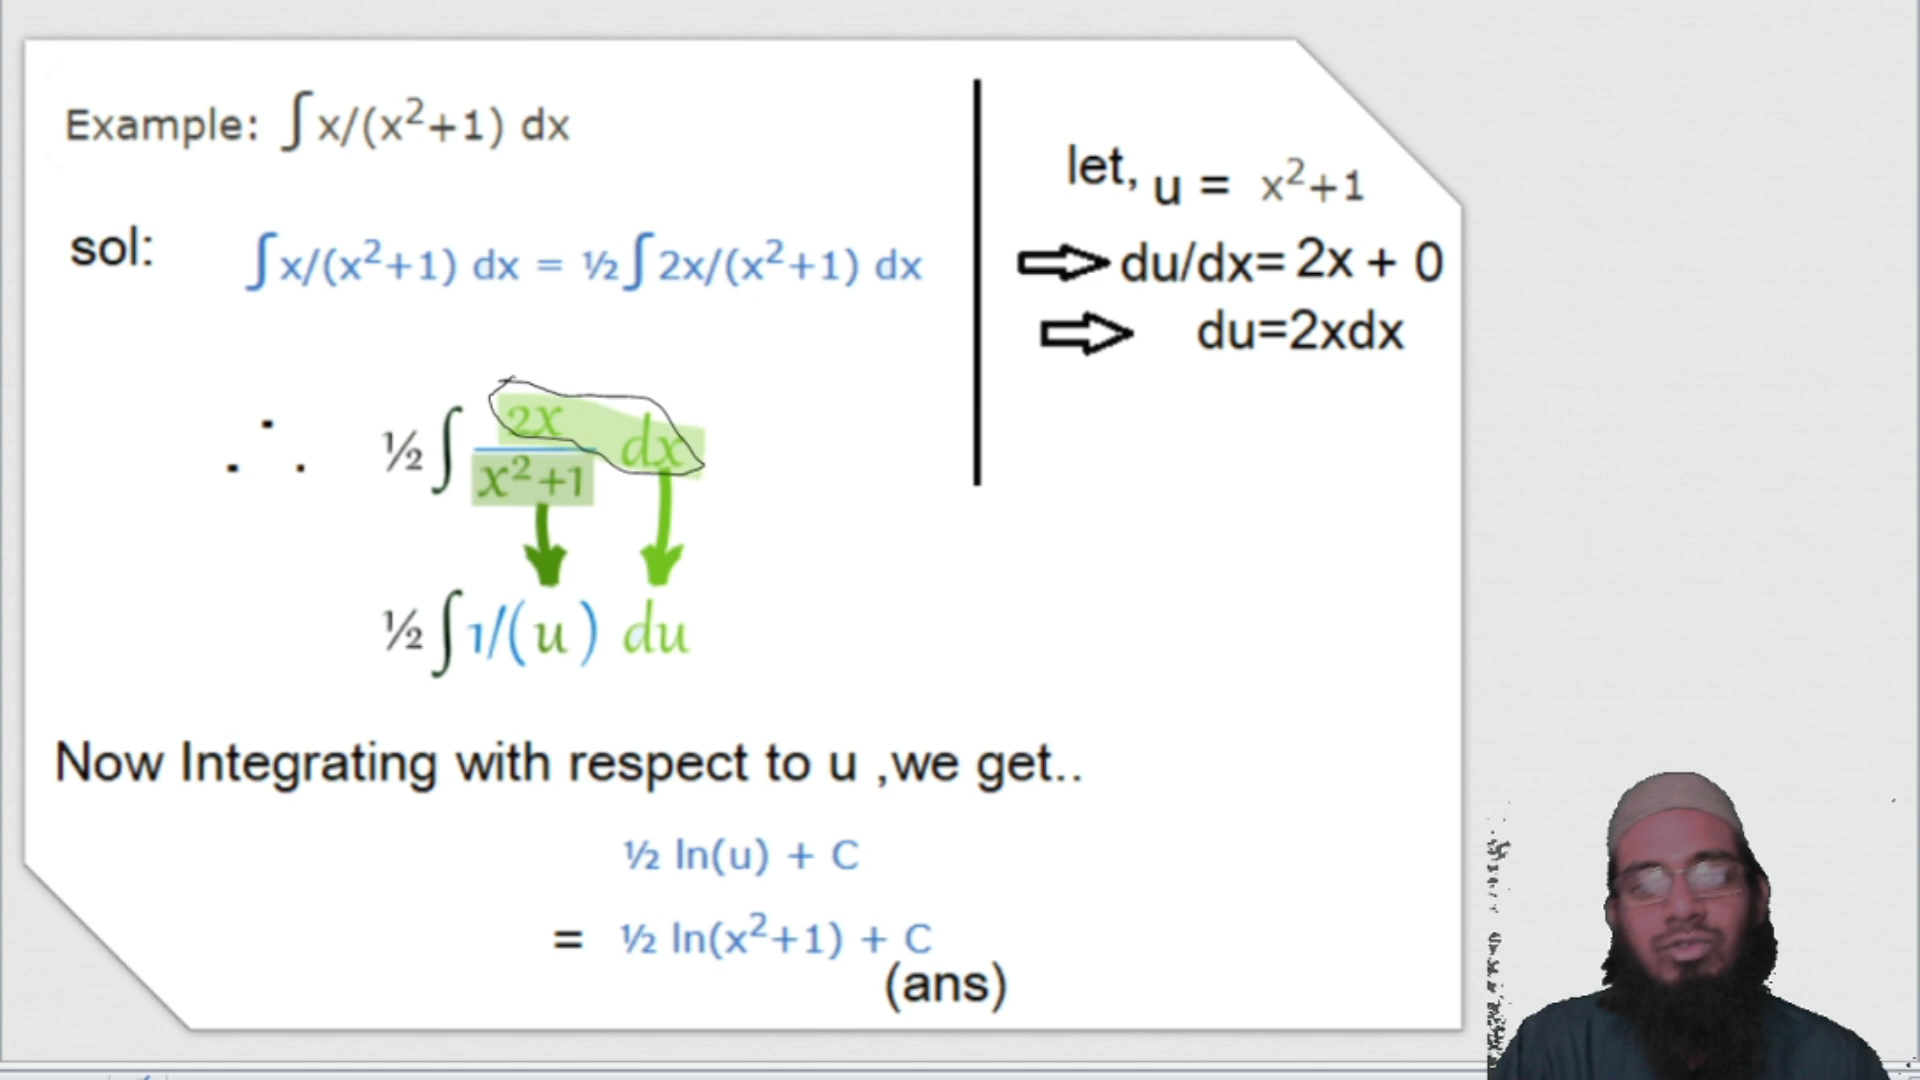 Example: ∫x/(x²+1) dx
sol: ∫x/(x²+1) dx = ½∫2x/(x²+1) dx
∴ ½∫ 2x/x²+1 dx
½∫1/(u) du
Now Integrating with respect to u ,we get..
½ ln(u) + C
= ½ ln(x²+1) + C
(ans)
let, u = x²+1
⇨ du/dx= 2x + 0
⇨ du=2xdx